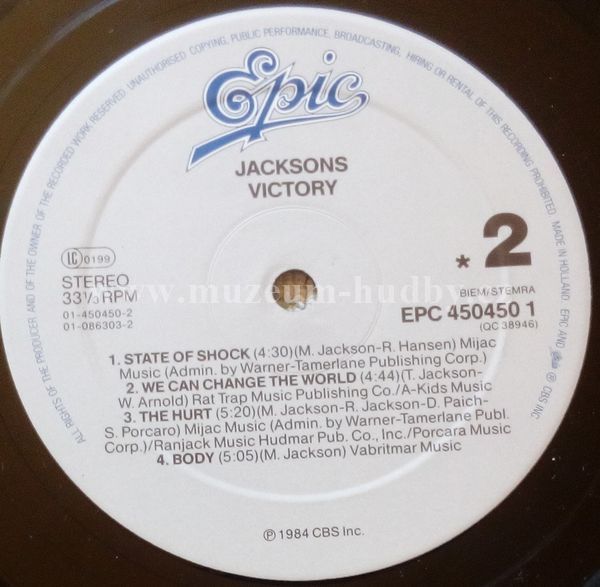 ALL RIGHTS OF THE PRODUCER AND OF THE OWNER OF THE RECORDED WORK RESERVED UNAUTHORISED COPYING, PUBLIC PERFORMANCE, BROADCASTING, HIRING OR RENTAL OF THIS RECORDING PROHIBITED MADE IN HOLLAND EPIC AND ® CBS INC
Epic
JACKSONS
VICTORY
LC 0199
STEREO
33⅓ RPM
01-450450-2
01-086303-2
* 2
BIEM/STEMRA
EPC 450450 1
(QC 38946)
1. STATE OF SHOCK (4:30)(M. Jackson-R. Hansen) Mijac
Music (Admin. by Warner-Tamerlane Publishing Corp.)
2. WE CAN CHANGE THE WORLD (4:44)(T. Jackson-
W. Arnold) Rat Trap Music Publishing Co./A-Kids Music
3. THE HURT (5:20)(M. Jackson-R. Jackson-D. Paich-
S. Porcaro) Mijac Music (Admin. by Warner-Tamerlane Publ.
Corp.)/Ranjack Music Hudmar Pub. Co., Inc./Porcara Music
4. BODY (5:05)(M. Jackson) Vabritmar Music
℗ 1984 CBS Inc.